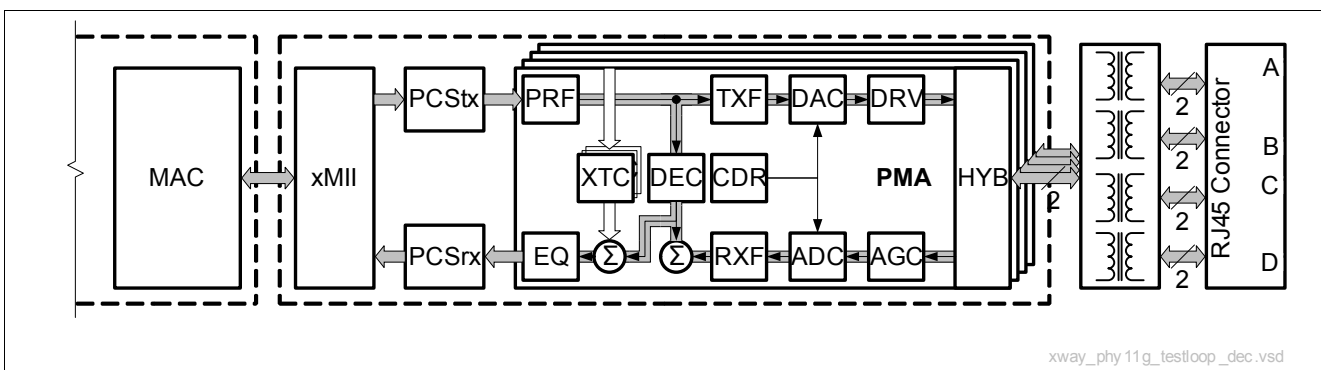 MAC
xMII
PCStx
PRF
TXF
DAC
DRV
XTC
DEC
CDR
PMA
HYB
PCSrx
EQ
Σ
Σ
RXF
ADC
AGC
2
2
2
2
2
RJ45 Connector
A
B
C
D
xway_phy11g_testloop_dec.vsd